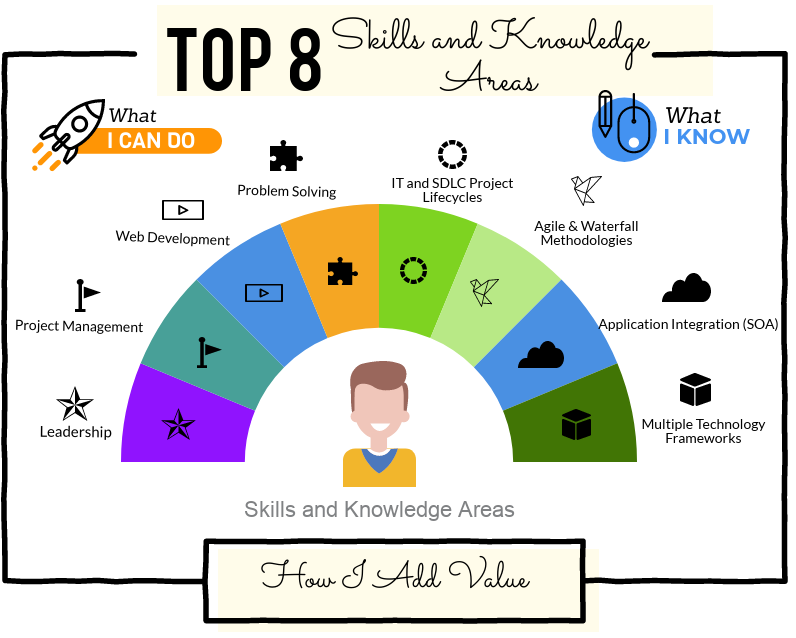 TOP 8 Skills and Knowledge
Areas
What
I CAN DO
What
I KNOW
Problem Solving
IT and SDLC Project
Lifecycles
Web Development
Agile & Waterfall
Methodologies
Project Management
Application Integration (SOA)
Leadership
Multiple Technology
Frameworks
Skills and Knowledge Areas
How I Add Value